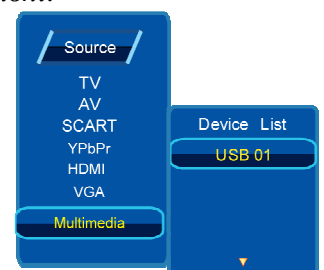 Source
TV
AV
SCART
YPbPr
HDMI
VGA
Multimedia
Device List
USB 01